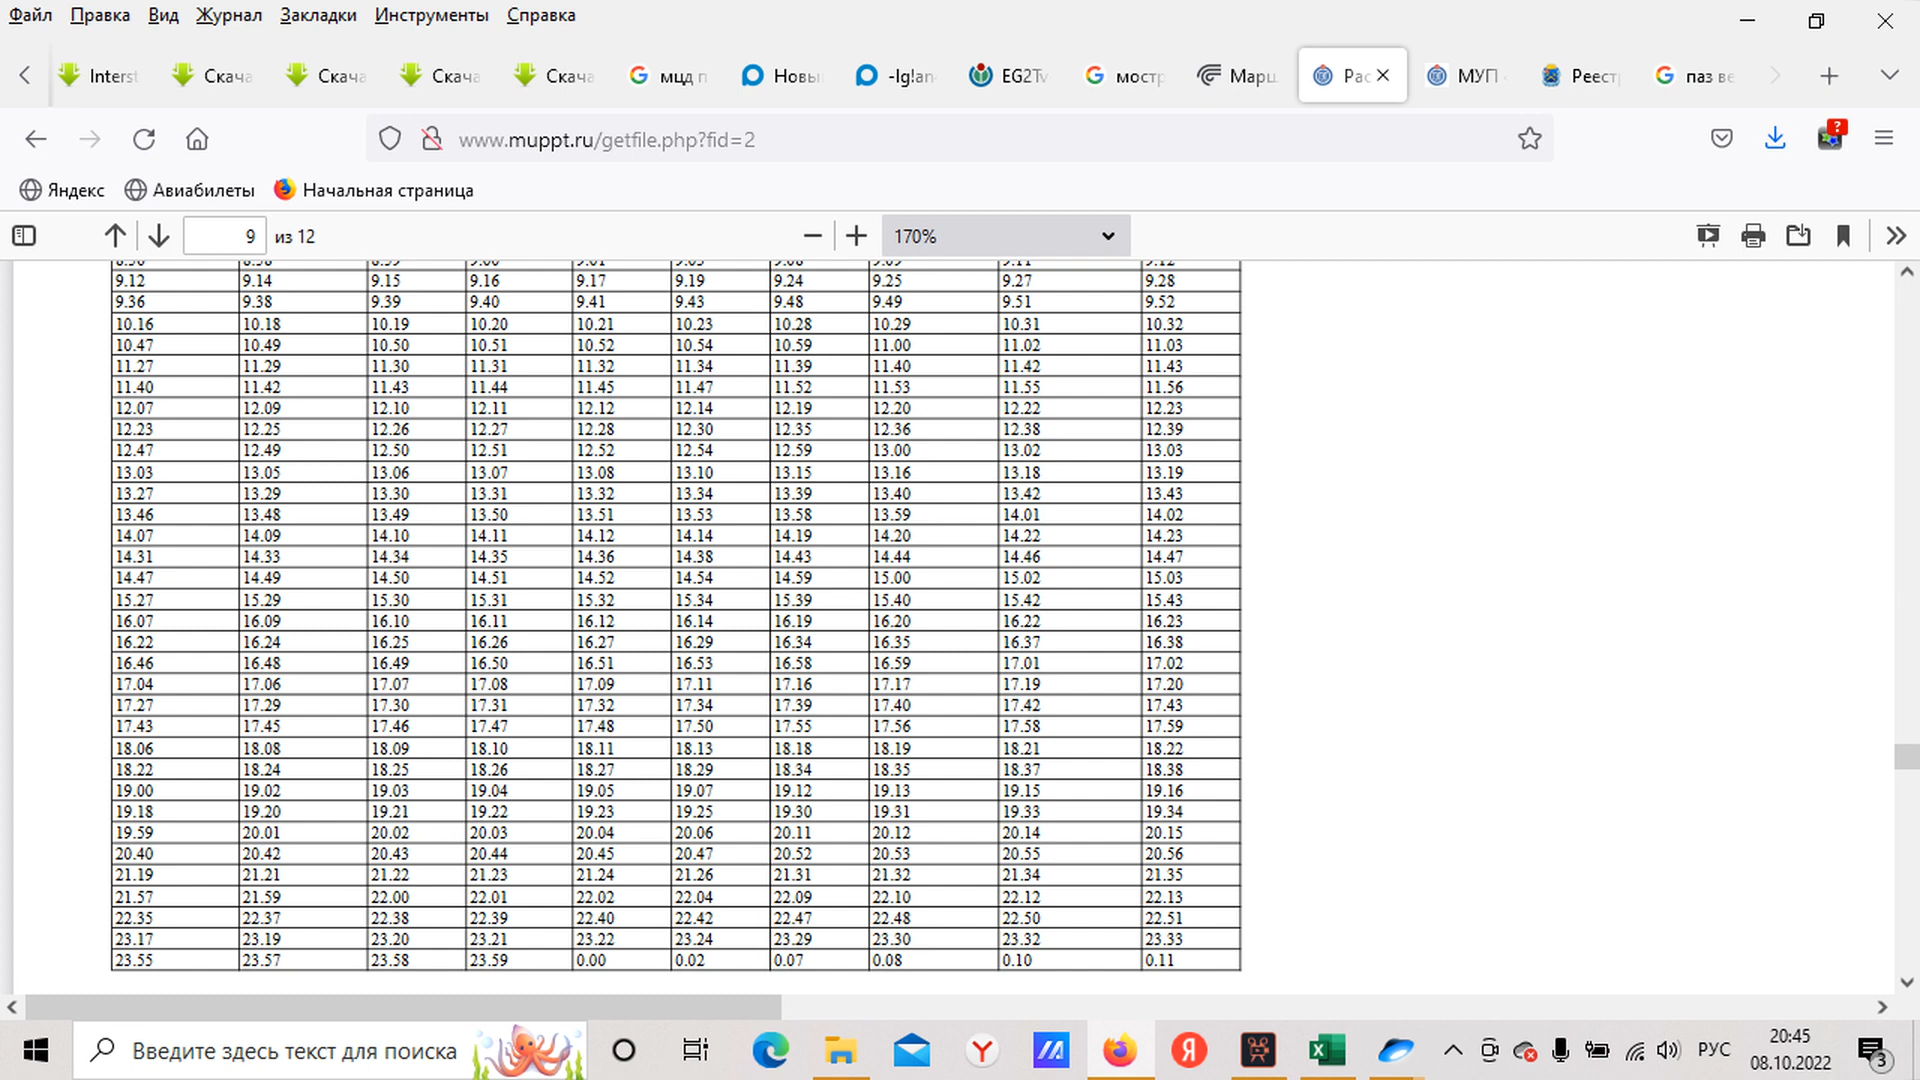 Файл Правка Вид Журнал Закладки Инструменты Справка
Interst Скача Скача Скача Скача мцд п Новы -Ig!an EG2Tv мостр Марш Рас МУП Реестр паз ве
www.muppt.ru/getfile.php?fid=2
Яндекс Авиабилеты Начальная страница
9 из 12 170%
9.12 9.14 9.15 9.16 9.17 9.19 9.24 9.25 9.27 9.28
9.36 9.38 9.39 9.40 9.41 9.43 9.48 9.49 9.51 9.52
10.16 10.18 10.19 10.20 10.21 10.23 10.28 10.29 10.31 10.32
10.47 10.49 10.50 10.51 10.52 10.54 10.59 11.00 11.02 11.03
11.27 11.29 11.30 11.31 11.32 11.34 11.39 11.40 11.42 11.43
11.40 11.42 11.43 11.44 11.45 11.47 11.52 11.53 11.55 11.56
12.07 12.09 12.10 12.11 12.12 12.14 12.19 12.20 12.22 12.23
12.23 12.25 12.26 12.27 12.28 12.30 12.35 12.36 12.38 12.39
12.47 12.49 12.50 12.51 12.52 12.54 12.59 13.00 13.02 13.03
13.03 13.05 13.06 13.07 13.08 13.10 13.15 13.16 13.18 13.19
13.27 13.29 13.30 13.31 13.32 13.34 13.39 13.40 13.42 13.43
13.46 13.48 13.49 13.50 13.51 13.53 13.58 13.59 14.01 14.02
14.07 14.09 14.10 14.11 14.12 14.14 14.19 14.20 14.22 14.23
14.31 14.33 14.34 14.35 14.36 14.38 14.43 14.44 14.46 14.47
14.47 14.49 14.50 14.51 14.52 14.54 14.59 15.00 15.02 15.03
15.27 15.29 15.30 15.31 15.32 15.34 15.39 15.40 15.42 15.43
16.07 16.09 16.10 16.11 16.12 16.14 16.19 16.20 16.22 16.23
16.22 16.24 16.25 16.26 16.27 16.29 16.34 16.35 16.37 16.38
16.46 16.48 16.49 16.50 16.51 16.53 16.58 16.59 17.01 17.02
17.04 17.06 17.07 17.08 17.09 17.11 17.16 17.17 17.19 17.20
17.27 17.29 17.30 17.31 17.32 17.34 17.39 17.40 17.42 17.43
17.43 17.45 17.46 17.47 17.48 17.50 17.55 17.56 17.58 17.59
18.06 18.08 18.09 18.10 18.11 18.13 18.18 18.19 18.21 18.22
18.22 18.24 18.25 18.26 18.27 18.29 18.34 18.35 18.37 18.38
19.00 19.02 19.03 19.04 19.05 19.07 19.12 19.13 19.15 19.16
19.18 19.20 19.21 19.22 19.23 19.25 19.30 19.31 19.33 19.34
19.59 20.01 20.02 20.03 20.04 20.06 20.11 20.12 20.14 20.15
20.40 20.42 20.43 20.44 20.45 20.47 20.52 20.53 20.55 20.56
21.19 21.21 21.22 21.23 21.24 21.26 21.31 21.32 21.34 21.35
21.57 21.59 22.00 22.01 22.02 22.04 22.09 22.10 22.12 22.13
22.35 22.37 22.38 22.39 22.40 22.42 22.47 22.48 22.50 22.51
23.17 23.19 23.20 23.21 23.22 23.24 23.29 23.30 23.32 23.33
23.55 23.57 23.58 23.59 0.00 0.02 0.07 0.08 0.10 0.11
Введите здесь текст для поиска
РУС
20:45
08.10.2022
3